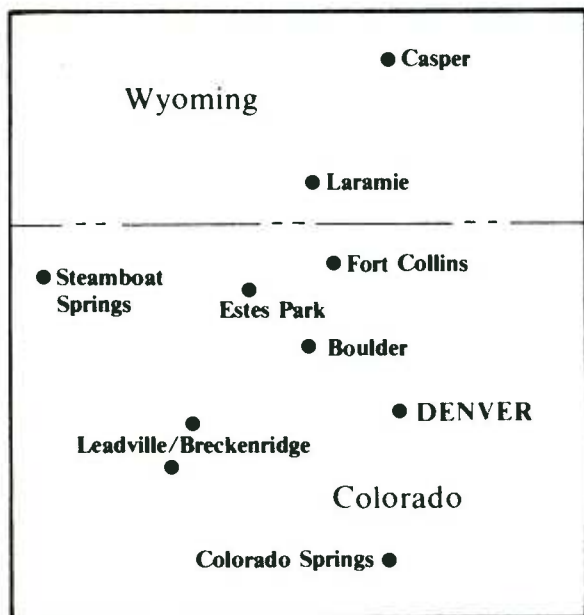 Casper
Wyoming
Laramie
Fort Collins
Steamboat
Springs
Estes Park
Boulder
DENVER
Leadville/Breckenridge
Colorado
Colorado Springs